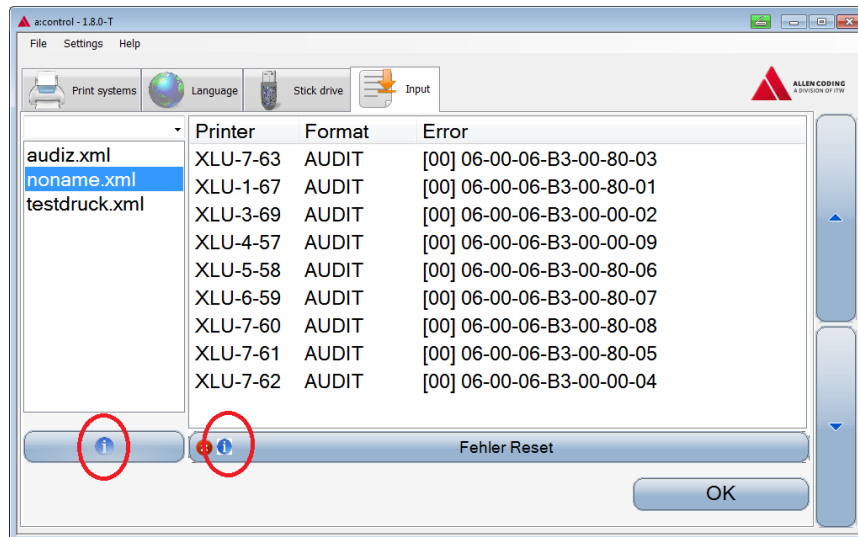 a:control - 1.8.0-T
File Settings Help
Print systems Language Stick drive Input
ALLEN CODING
A DIVISION OF ITW
audiz.xml
noname.xml
testdruck.xml
Printer Format Error
XLU-7-63 AUDIT [00] 06-00-06-B3-00-80-03
XLU-1-67 AUDIT [00] 06-00-06-B3-00-80-01
XLU-3-69 AUDIT [00] 06-00-06-B3-00-00-02
XLU-4-57 AUDIT [00] 06-00-06-B3-00-00-09
XLU-5-58 AUDIT [00] 06-00-06-B3-00-80-06
XLU-6-59 AUDIT [00] 06-00-06-B3-00-80-07
XLU-7-60 AUDIT [00] 06-00-06-B3-00-80-08
XLU-7-61 AUDIT [00] 06-00-06-B3-00-80-05
XLU-7-62 AUDIT [00] 06-00-06-B3-00-00-04
Fehler Reset
OK